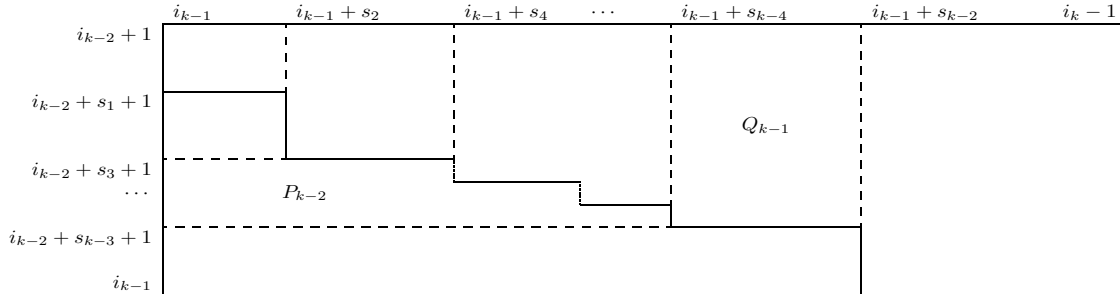 i_{k-1} i_{k-1} + s_2 i_{k-1} + s_4 ⋯ i_{k-1} + s_{k-4} i_{k-1} + s_{k-2} i_k - 1
i_{k-2} + 1
i_{k-2} + s_1 + 1
Q_{k-1}
i_{k-2} + s_3 + 1
⋯ P_{k-2}
i_{k-2} + s_{k-3} + 1
i_{k-1}